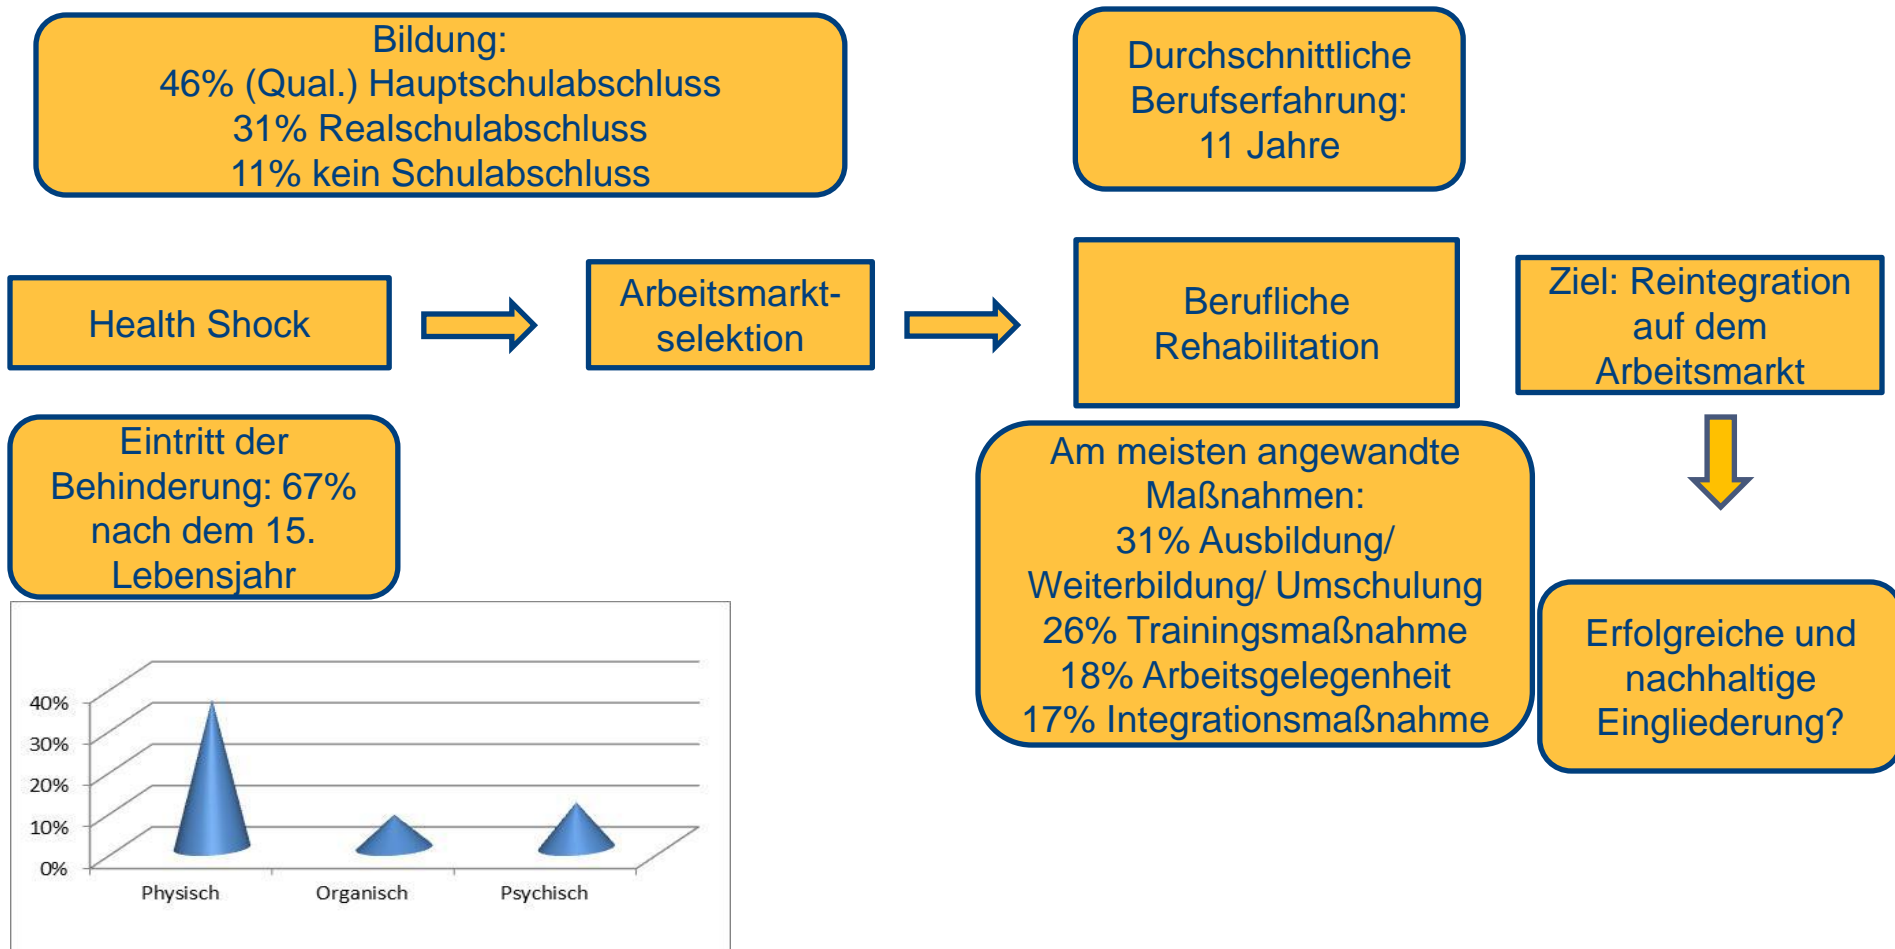 Bildung:
46% (Qual.) Hauptschulabschluss
31% Realschulabschluss
11% kein Schulabschluss
Durchschnittliche
Berufserfahrung:
11 Jahre
Health Shock
Arbeitsmarkt-
selektion
Berufliche
Rehabilitation
Ziel: Reintegration
auf dem
Arbeitsmarkt
Eintritt der
Behinderung: 67%
nach dem 15.
Lebensjahr
Am meisten angewandte
Maßnahmen:
31% Ausbildung/
Weiterbildung/ Umschulung
26% Trainingsmaßnahme
18% Arbeitsgelegenheit
17% Integrationsmaßnahme
Erfolgreiche und
nachhaltige
Eingliederung?
40%
30%
20%
10%
0%
Physisch Organisch Psychisch